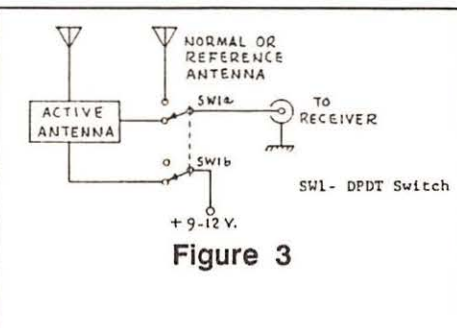 NORMAL OR
REFERENCE
ANTENNA
ACTIVE
ANTENNA
SW1a
TO
RECEIVER
SW1b
SW1- DPDT Switch
+ 9-12 V.
Figure 3